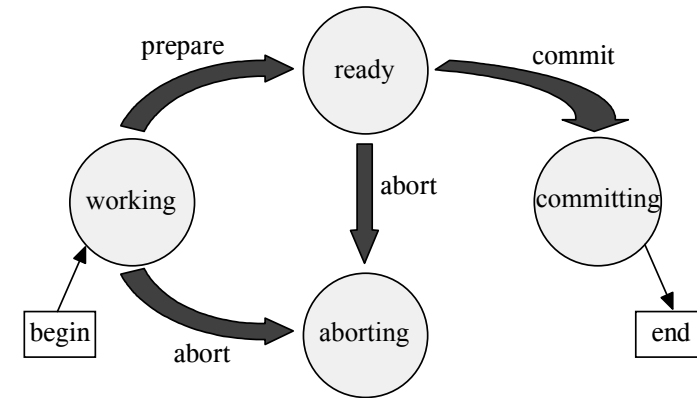 prepare
ready
commit
working
abort
committing
begin
abort
aborting
end